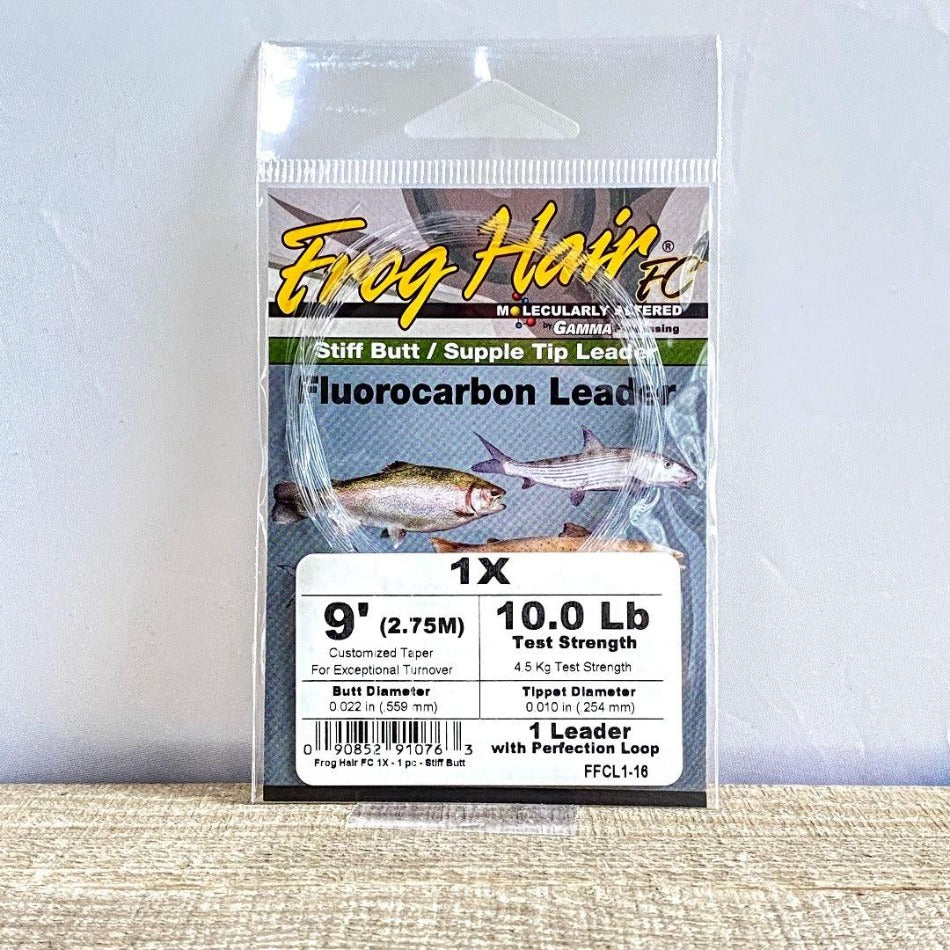 Frog Hair®
FC
MOLECULARLY ALTERED
by GAMMA Processing
Stiff Butt / Supple Tip Leader
Fluorocarbon Leader
1X
9' (2.75M)
Customized Taper
For Exceptional Turnover
10.0 Lb
Test Strength
4.5 Kg Test Strength
Butt Diameter
0.022 in (.559 mm)
Tippet Diameter
0.010 in (.254 mm)
0 90852 91076 3
Frog Hair FC 1X - 1 pc - Stiff Butt
1 Leader
with Perfection Loop
FFCL1-16